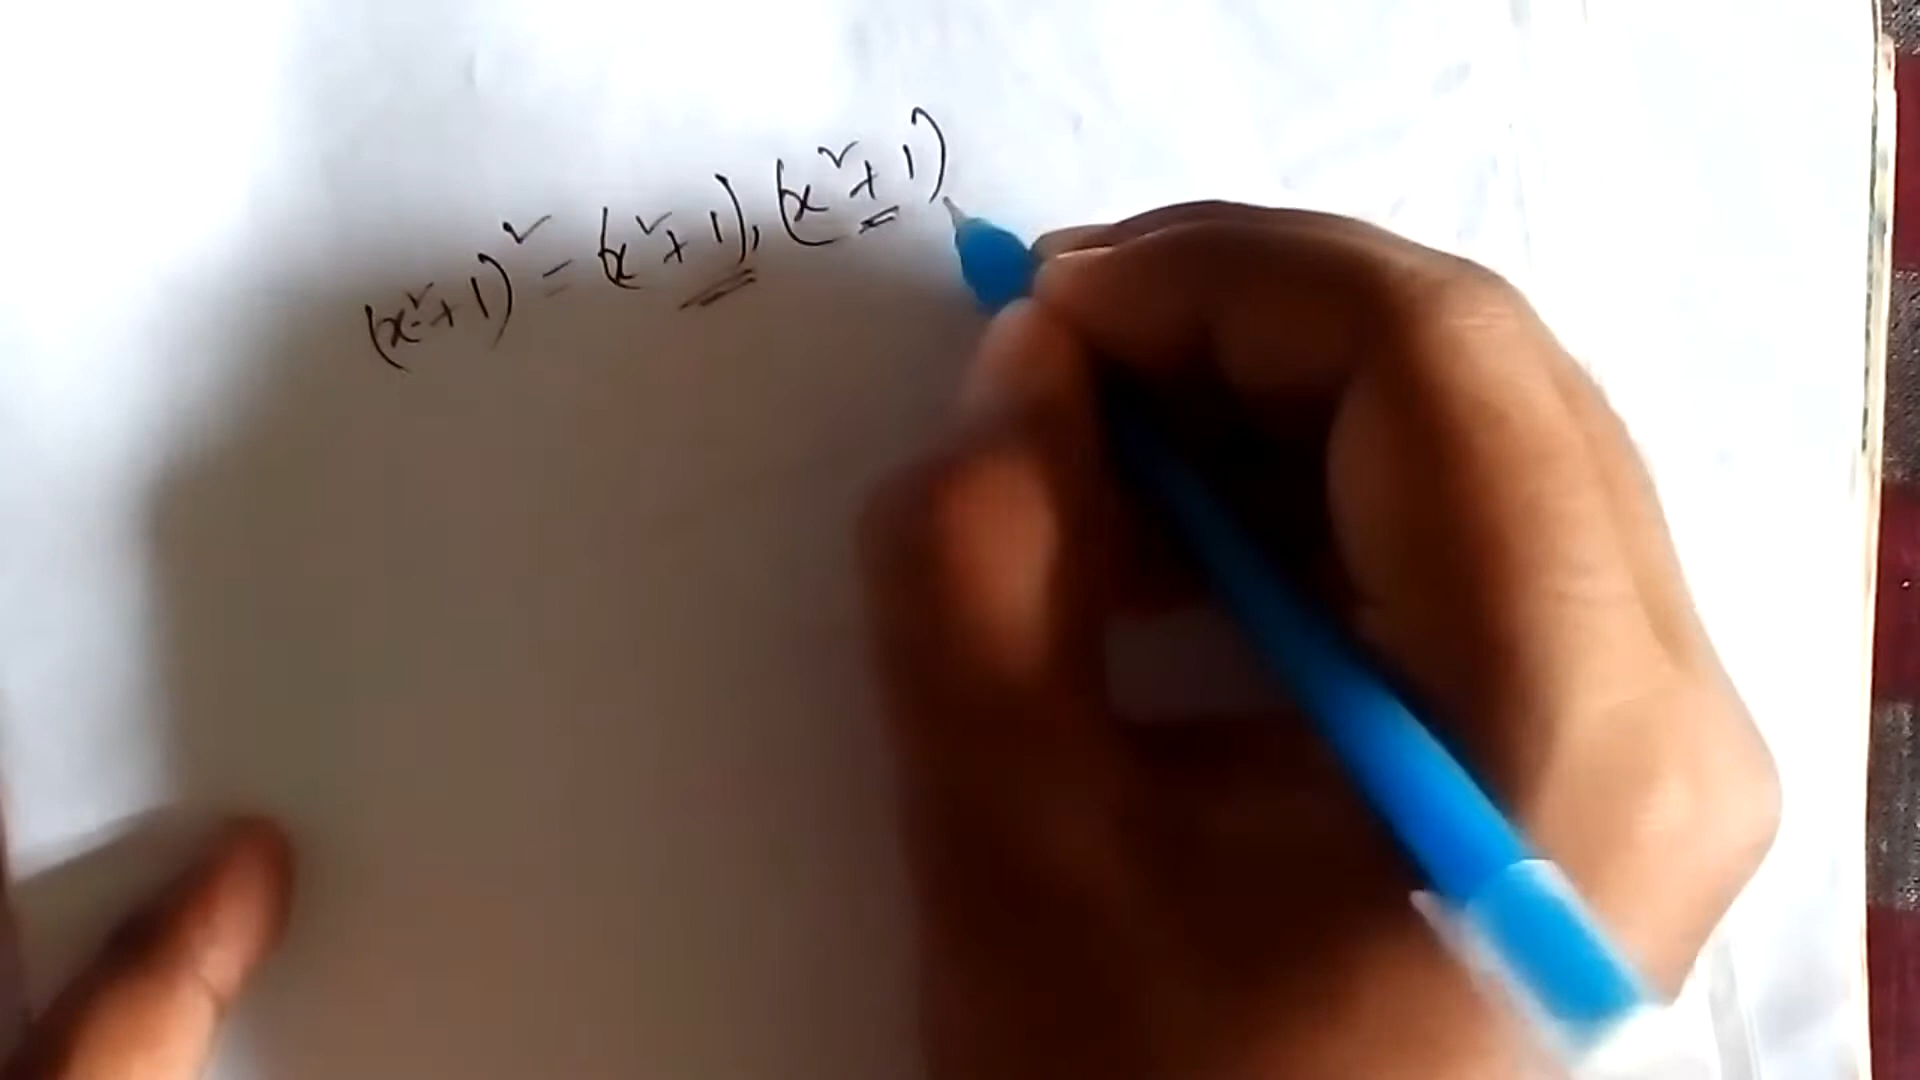 (x²+1)² = (x²+1), (x²+1)